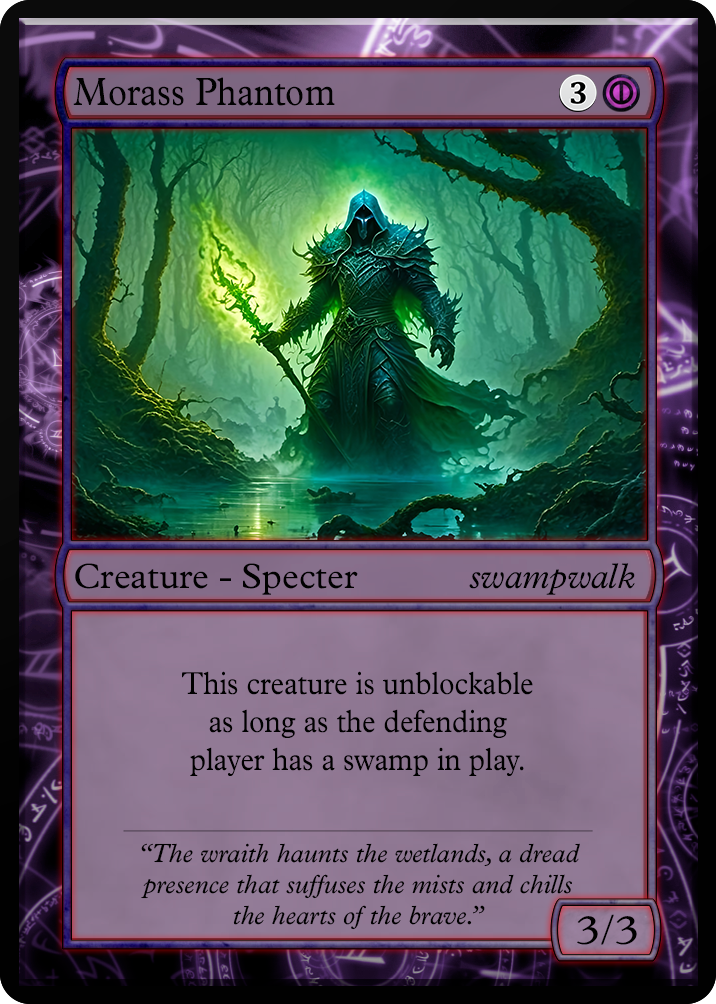 Morass Phantom 3
Creature - Specter swampwalk
This creature is unblockable
as long as the defending
player has a swamp in play.
“The wraith haunts the wetlands, a dread
presence that suffuses the mists and chills
the hearts of the brave.”
3/3